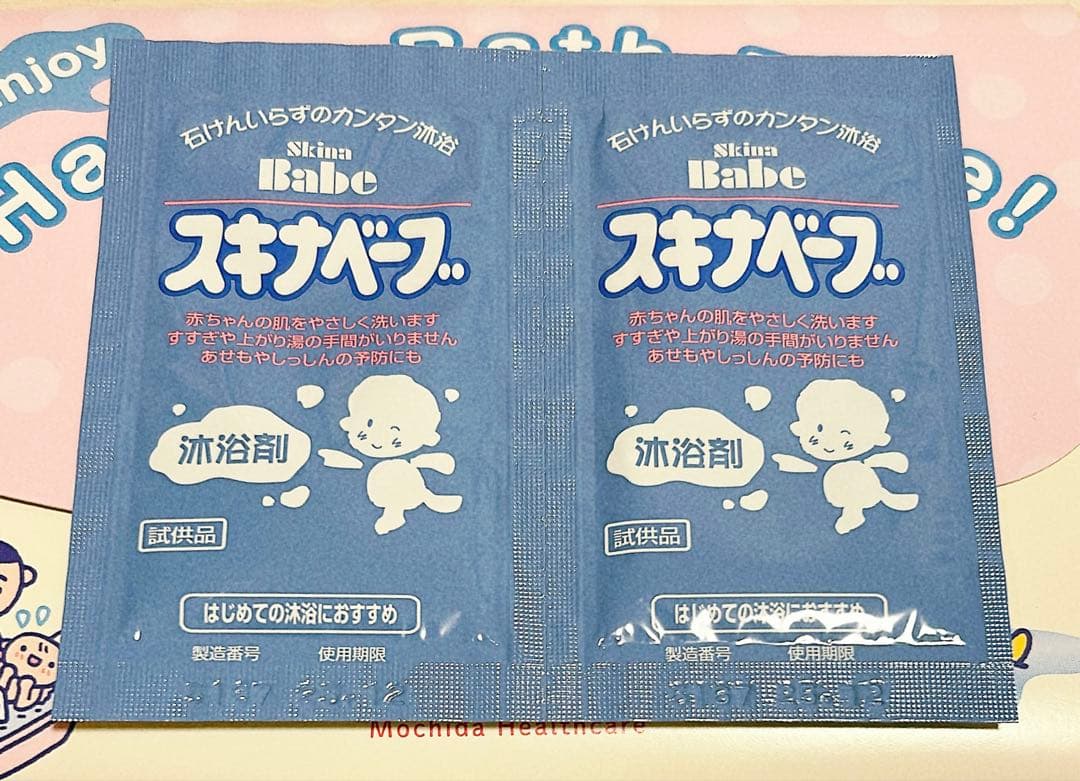 石けんいらずのカンタン沐浴
Skina
Babe
スキナベーブ
赤ちゃんの肌をやさしく洗います
すすぎや上がり湯の手間がいりません
あせもやしっしんの予防にも
沐浴剤
試供品
はじめての沐浴におすすめ
製造番号 使用期限
石けんいらずのカンタン沐浴
Skina
Babe
スキナベーブ
赤ちゃんの肌をやさしく洗います
すすぎや上がり湯の手間がいりません
あせもやしっしんの予防にも
沐浴剤
試供品
はじめての沐浴におすすめ
製造番号 使用期限
Mochida Healthcare